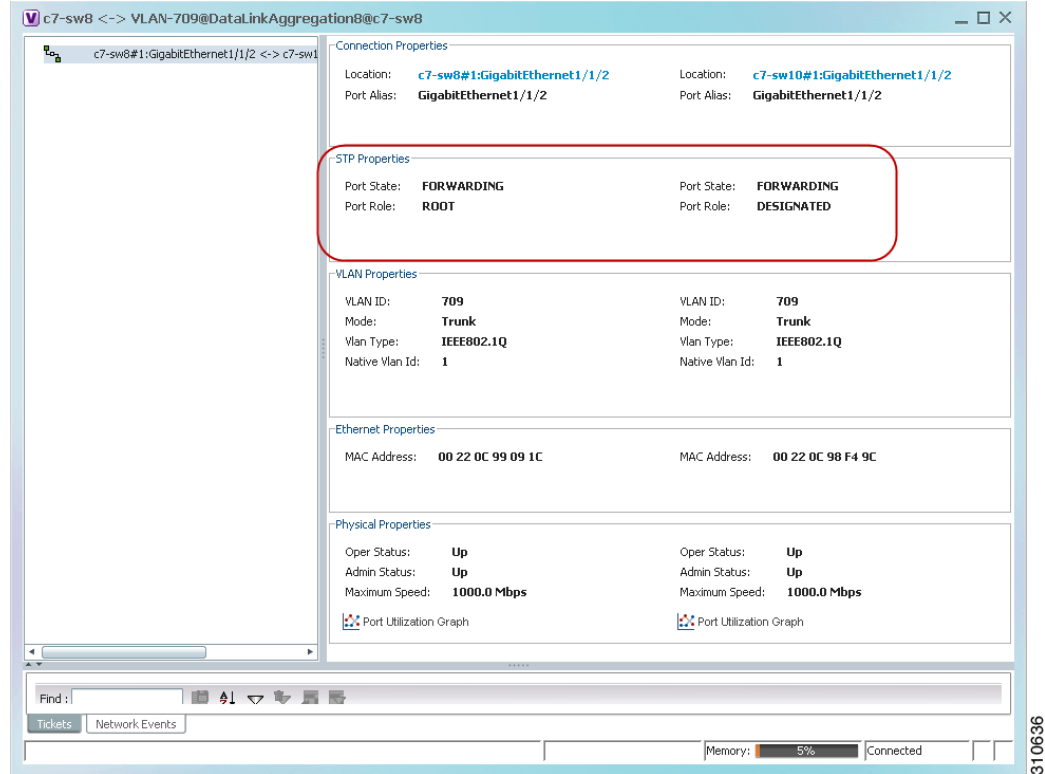 c7-sw8 <-> VLAN-709@DataLinkAggregation8@c7-sw8
c7-sw8#1:GigabitEthernet1/1/2 <-> c7-sw1
Connection Properties
Location: c7-sw8#1:GigabitEthernet1/1/2 Location: c7-sw10#1:GigabitEthernet1/1/2
Port Alias: GigabitEthernet1/1/2 Port Alias: GigabitEthernet1/1/2
STP Properties
Port State: FORWARDING Port State: FORWARDING
Port Role: ROOT Port Role: DESIGNATED
VLAN Properties
VLAN ID: 709 VLAN ID: 709
Mode: Trunk Mode: Trunk
Vlan Type: IEEE802.1Q Vlan Type: IEEE802.1Q
Native Vlan Id: 1 Native Vlan Id: 1
Ethernet Properties
MAC Address: 00 22 0C 99 09 1C MAC Address: 00 22 0C 98 F4 9C
Physical Properties
Oper Status: Up Oper Status: Up
Admin Status: Up Admin Status: Up
Maximum Speed: 1000.0 Mbps Maximum Speed: 1000.0 Mbps
Port Utilization Graph Port Utilization Graph
Find :
Tickets Network Events
Memory: 5% Connected
310636